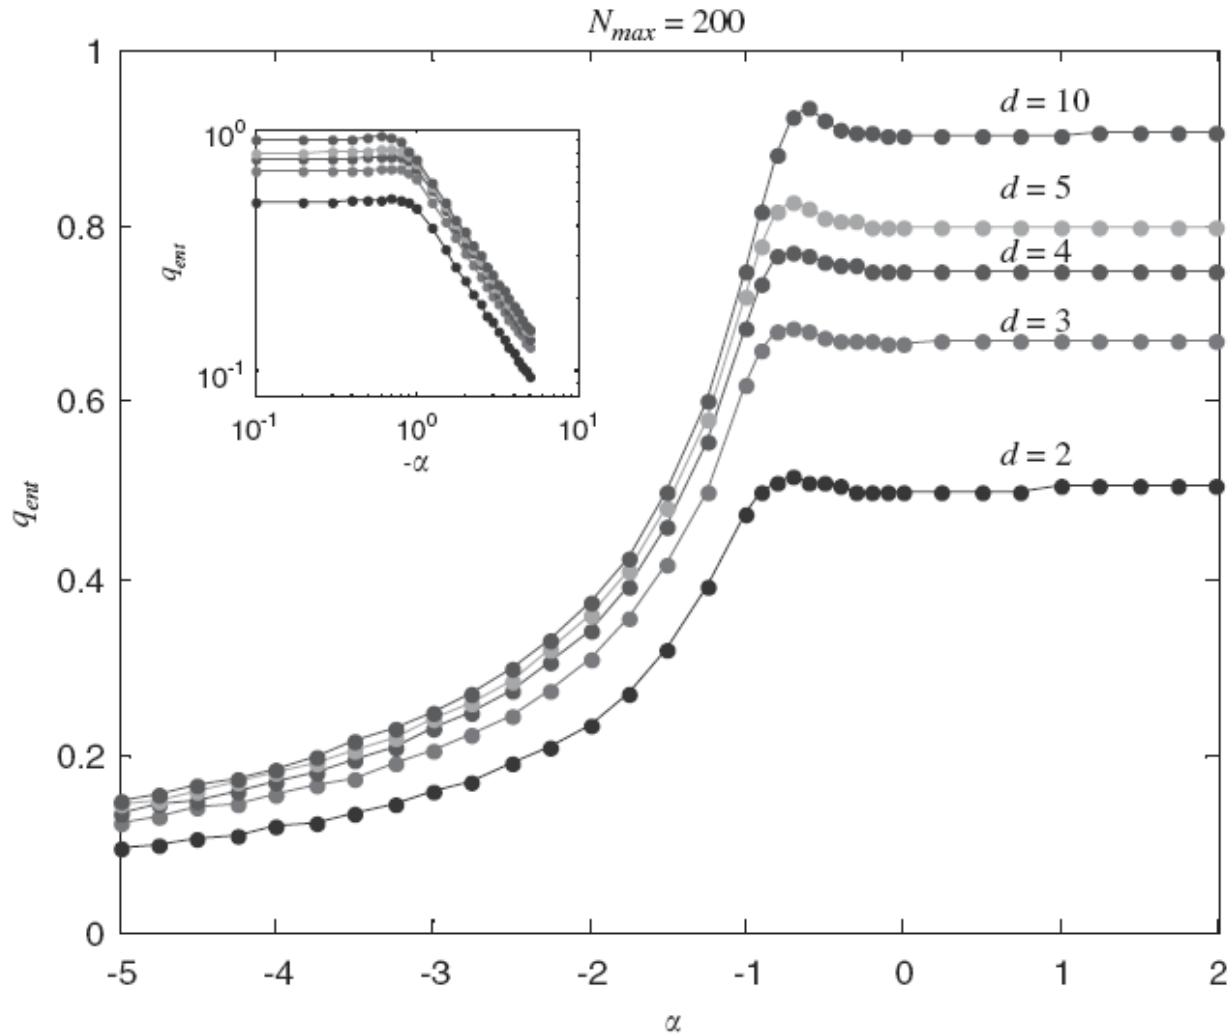 N_max = 200
1
0.8
0.6
0.4
0.2
0
q_ent
-5 -4 -3 -2 -1 0 1 2
α
d = 10
d = 5
d = 4
d = 3
d = 2
10^0
10^-1
q_ent
10^-1 10^0 10^1
-α